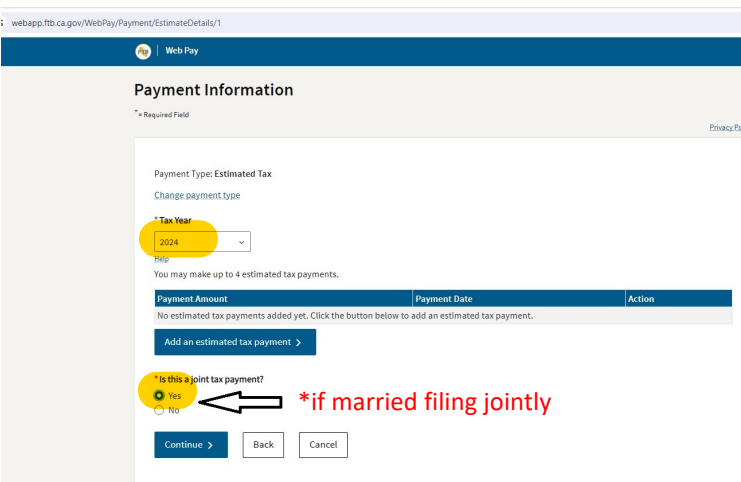 webapp.ftb.ca.gov/WebPay/Payment/EstimateDetails/1
FTB | Web Pay
Payment Information
* = Required Field
Privacy Po
Payment Type: Estimated Tax
Change payment type
* Tax Year
2024
Help
You may make up to 4 estimated tax payments.
Payment Amount Payment Date Action
No estimated tax payments added yet. Click the button below to add an estimated tax payment.
Add an estimated tax payment
* Is this a joint tax payment?
Yes
*if married filing jointly
No
Continue Back Cancel